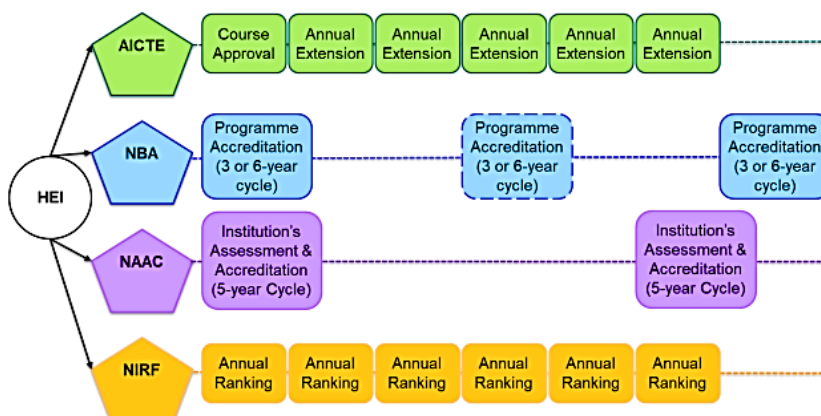 HEI
AICTE
Course
Approval
Annual
Extension
Annual
Extension
Annual
Extension
Annual
Extension
Annual
Extension
NBA
Programme
Accreditation
(3 or 6-year
cycle)
Programme
Accreditation
(3 or 6-year
cycle)
Programme
Accreditation
(3 or 6-year
cycle)
NAAC
Institution's
Assessment &
Accreditation
(5-year Cycle)
Institution's
Assessment &
Accreditation
(5-year Cycle)
NIRF
Annual
Ranking
Annual
Ranking
Annual
Ranking
Annual
Ranking
Annual
Ranking
Annual
Ranking